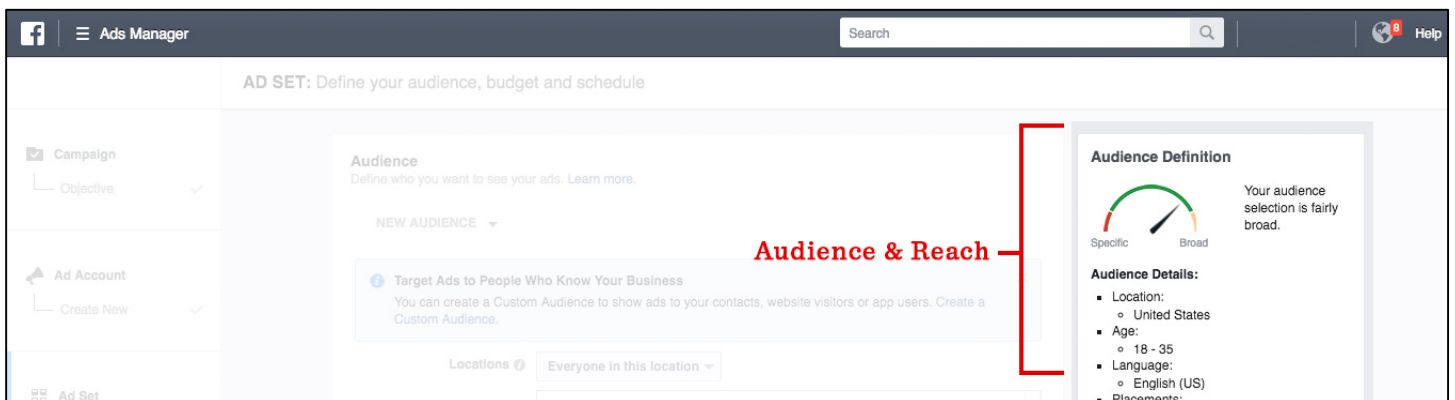 f
Ads Manager
Search
8
Help
AD SET: Define your audience, budget and schedule
Campaign
Objective
Ad Account
Create New
Ad Set
Audience
Define who you want to see your ads. Learn more.
NEW AUDIENCE
Target Ads to People Who Know Your Business
You can create a Custom Audience to show ads to your contacts, website visitors or app users. Create a
Custom Audience.
Locations
Everyone in this location
Audience & Reach
Audience Definition
Your audience
selection is fairly
broad.
Specific
Broad
Audience Details:
Location:
United States
Age:
18 - 35
Language:
English (US)
Placements: